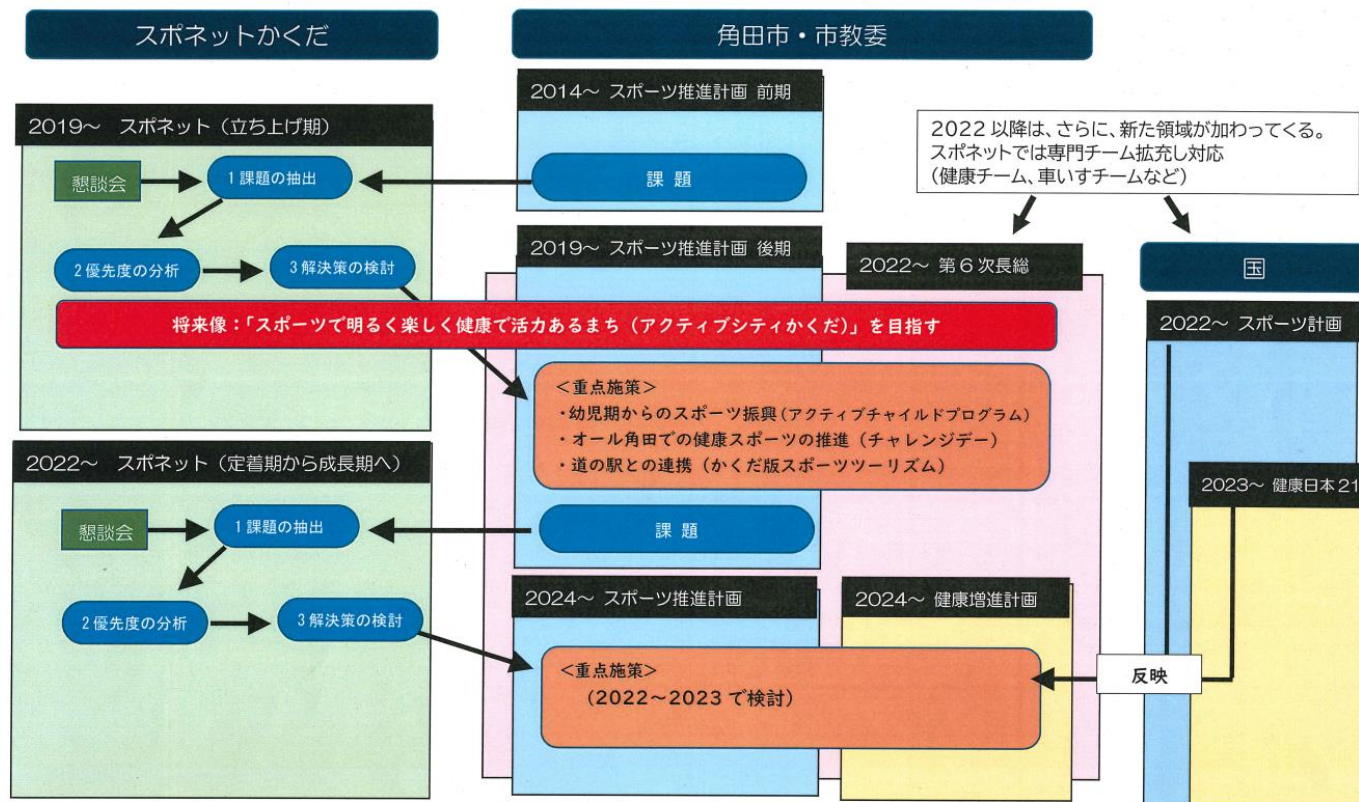 スポネットかくだ
角田市・市教委
2014～ スポーツ推進計画 前期
課 題
2019～ スポネット（立ち上げ期）
懇談会
1課題の抽出
2優先度の分析
3解決策の検討
2022以降は、さらに、新た領域が加わってくる。
スポネットでは専門チーム拡充し対応
（健康チーム、車いすチームなど）
2019～ スポーツ推進計画 後期
2022～ 第6次長総
国
将来像：「スポーツで明るく楽しく健康で活力あるまち（アクティブシティかくだ）」を目指す
2022～ スポーツ計画
＜重点施策＞
・幼児期からのスポーツ振興（アクティブチャイルドプログラム）
・オール角田での健康スポーツの推進（チャレンジデー）
・道の駅との連携（かくだ版スポーツツーリズム）
課 題
2022～ スポネット（定着期から成長期へ）
懇談会
1課題の抽出
2優先度の分析
3解決策の検討
2023～ 健康日本21
2024～ スポーツ推進計画
2024～ 健康増進計画
＜重点施策＞
（2022～2023で検討）
反映